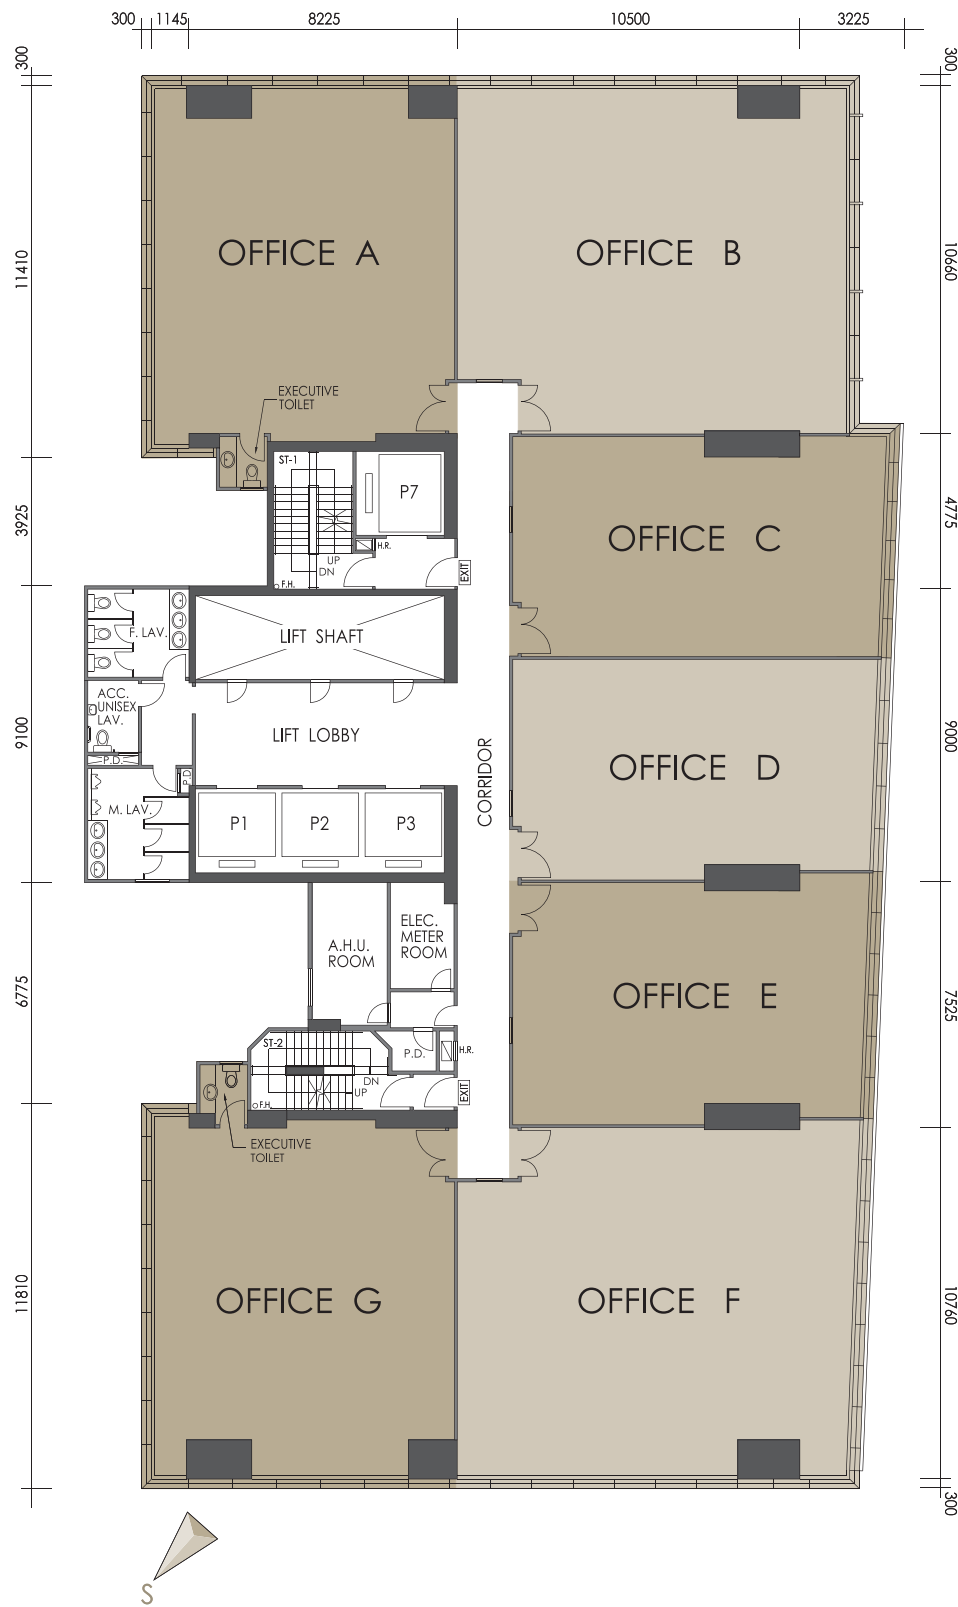 300 1145 8225 10500 3225
300
300
11410
10660
OFFICE A
OFFICE B
EXECUTIVE
TOILET
ST-1
P7
3925
4775
OFFICE C
H.R.
UP
DN
EXIT
F.H.
F. LAV.
LIFT SHAFT
ACC.
UNISEX
LAV.
LIFT LOBBY
9100
9000
P.D.
P.D.
CORRIDOR
OFFICE D
M. LAV.
P1
P2
P3
ELEC.
METER
ROOM
A.H.U.
ROOM
6775
7525
OFFICE E
ST-2
P.D.
H.R.
DN
UP
EXIT
F.H.
EXECUTIVE
TOILET
11810
10760
OFFICE G
OFFICE F
300
S